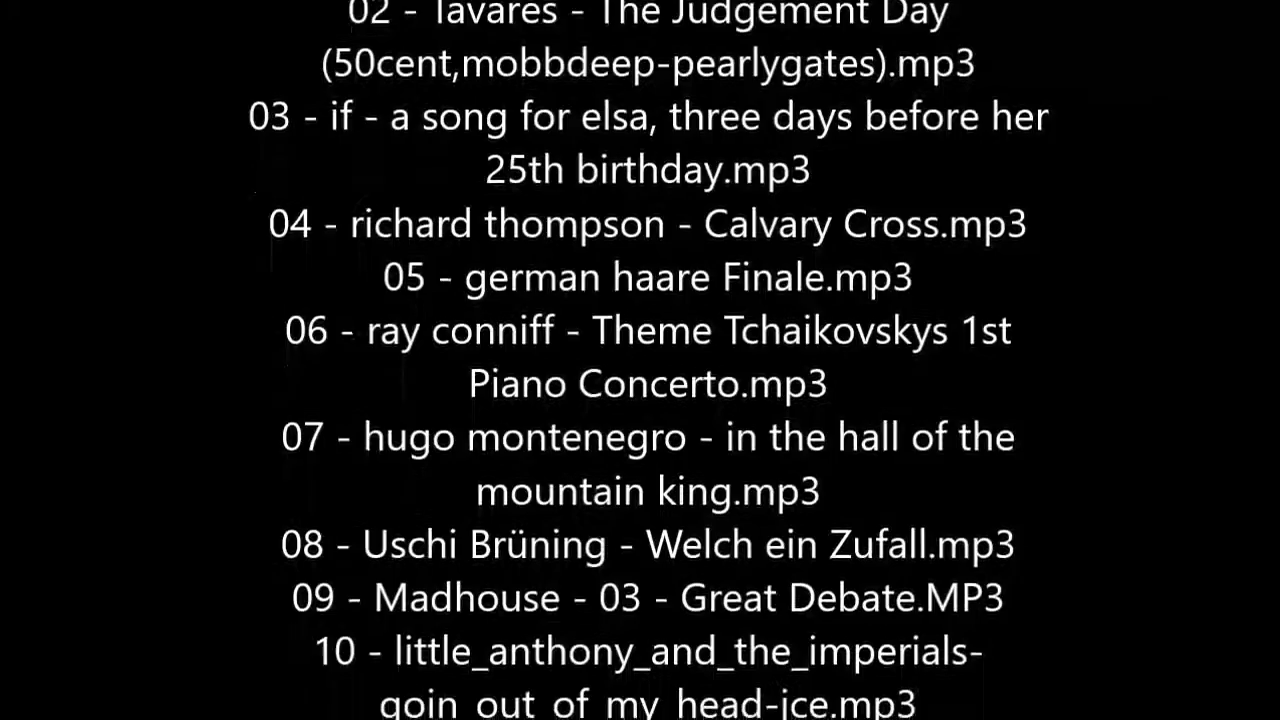 02 - Tavares - The Judgement Day
(50cent,mobbdeep-pearlygates).mp3
03 - if - a song for elsa, three days before her
25th birthday.mp3
04 - richard thompson - Calvary Cross.mp3
05 - german haare Finale.mp3
06 - ray conniff - Theme Tchaikovskys 1st
Piano Concerto.mp3
07 - hugo montenegro - in the hall of the
mountain king.mp3
08 - Uschi Brüning - Welch ein Zufall.mp3
09 - Madhouse - 03 - Great Debate.MP3
10 - little_anthony_and_the_imperials-
goin_out_of_my_head-jce.mp3